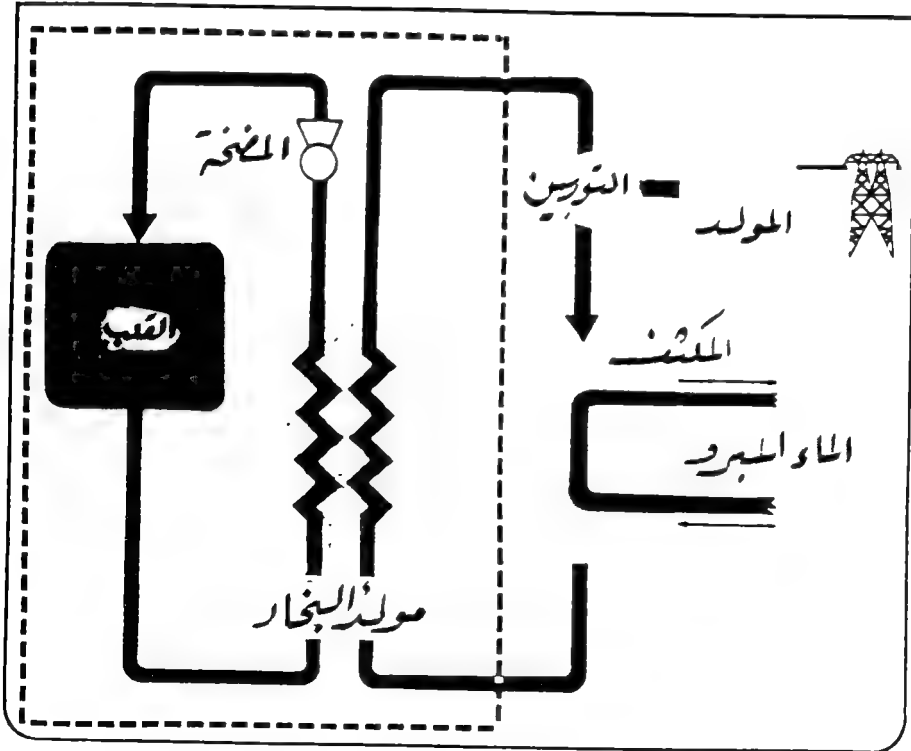 المضخة
التوربين
المولد
القلب
المكثف
الماء المبرد
مولد البخار